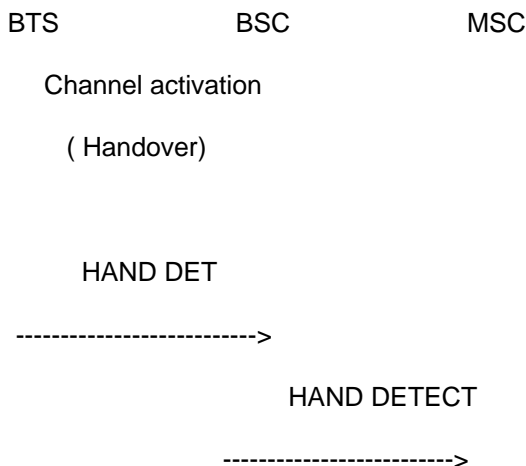 BTS BSC MSC
Channel activation
( Handover)
HAND DET
--------------------------->
HAND DETECT
-------------------------->